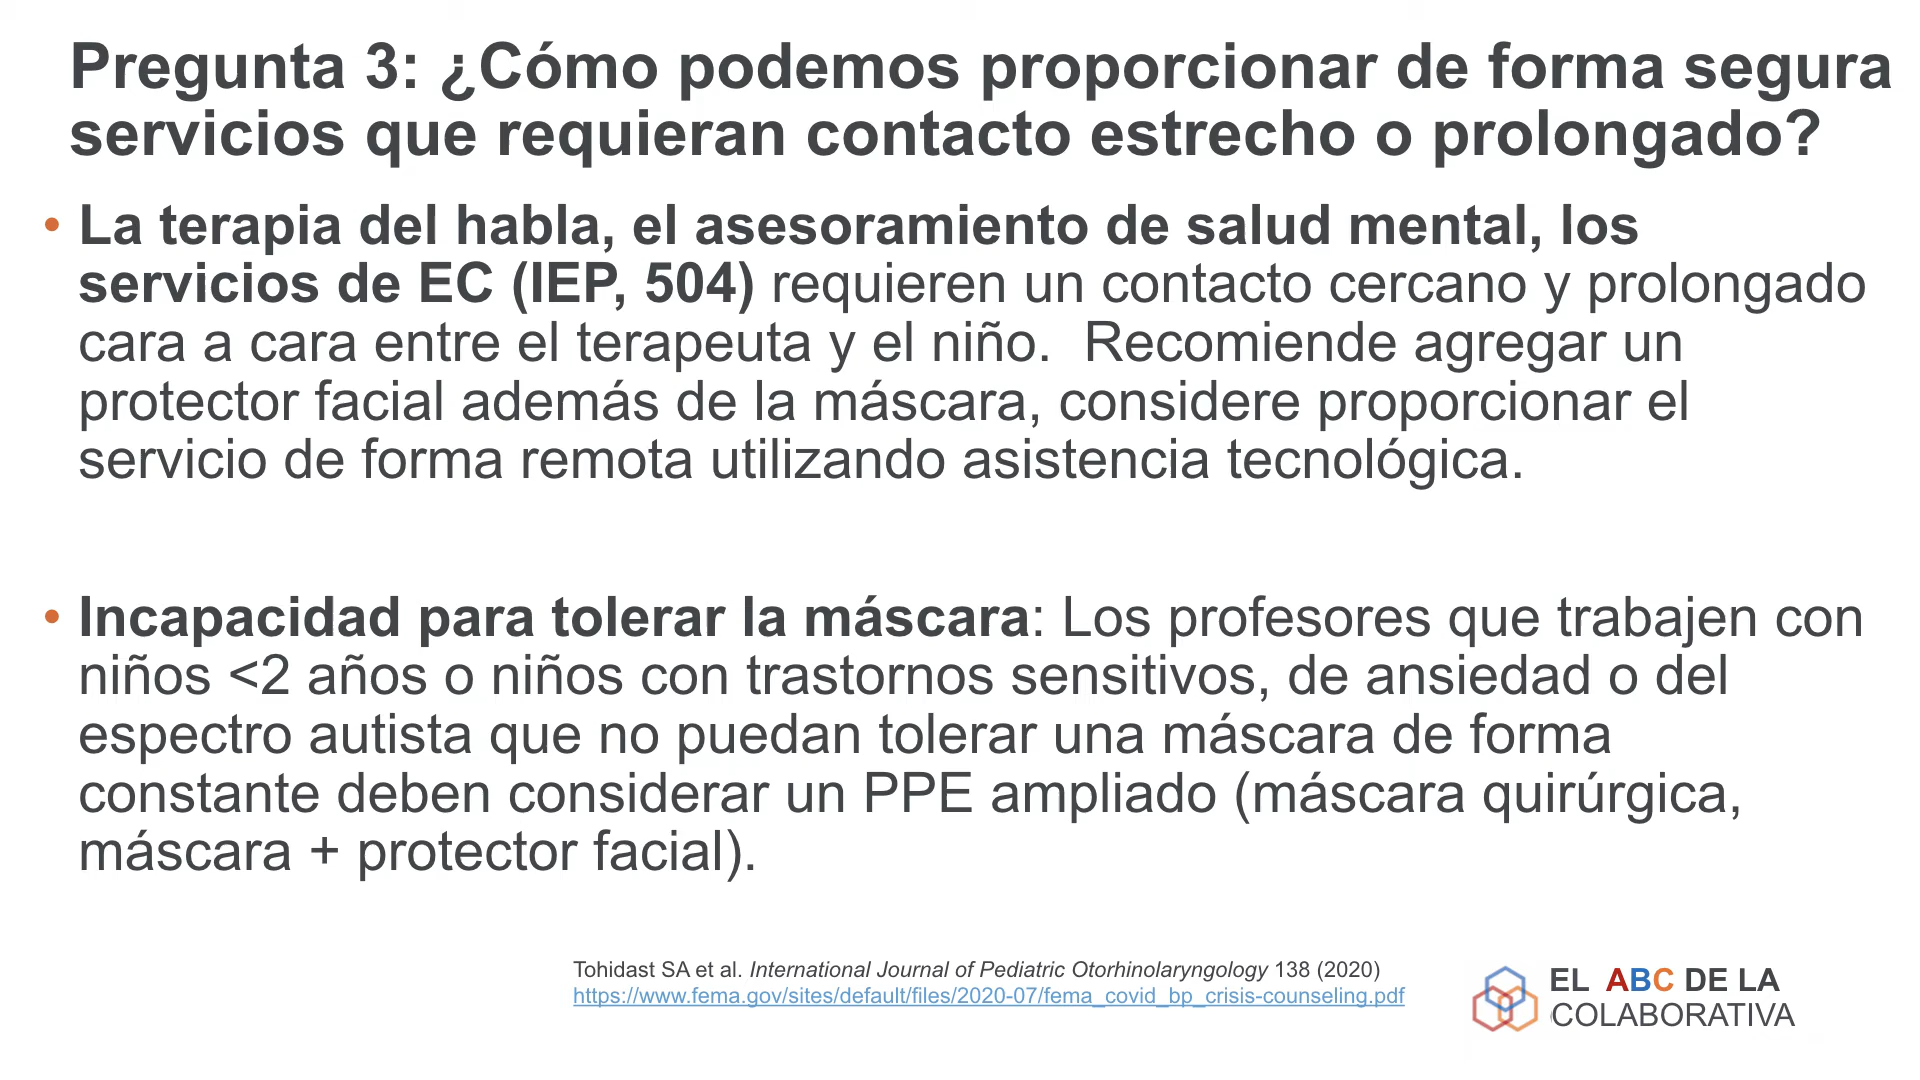 Pregunta 3: ¿Cómo podemos proporcionar de forma segura
servicios que requieran contacto estrecho o prolongado?
• La terapia del habla, el asesoramiento de salud mental, los
servicios de EC (IEP, 504) requieren un contacto cercano y prolongado
cara a cara entre el terapeuta y el niño.  Recomiende agregar un
protector facial además de la máscara, considere proporcionar el
servicio de forma remota utilizando asistencia tecnológica.
• Incapacidad para tolerar la máscara: Los profesores que trabajen con
niños <2 años o niños con trastornos sensitivos, de ansiedad o del
espectro autista que no puedan tolerar una máscara de forma
constante deben considerar un PPE ampliado (máscara quirúrgica,
máscara + protector facial).
Tohidast SA et al. International Journal of Pediatric Otorhinolaryngology 138 (2020)
https://www.fema.gov/sites/default/files/2020-07/fema_covid_bp_crisis-counseling.pdf
EL ABC DE LA
COLABORATIVA